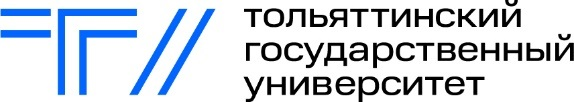 тольяттинский
государственный
университет